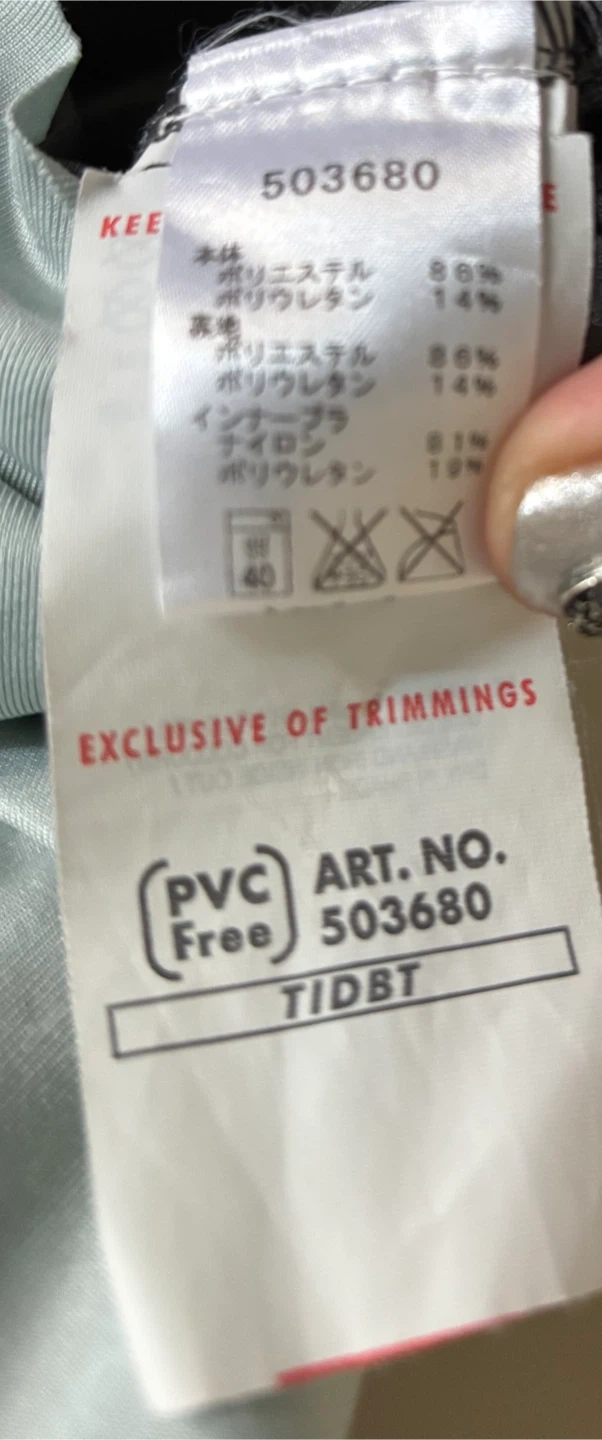 503680
KEE
E
本体
ポリエステル 86%
ポリウレタン 14%
裏地
ポリエステル 86%
ポリウレタン 14%
インナーブラ
ナイロン 81%
ポリウレタン 19%
40
EXCLUSIVE OF TRIMMINGS
PVC Free
ART. NO.
503680
TIDBT